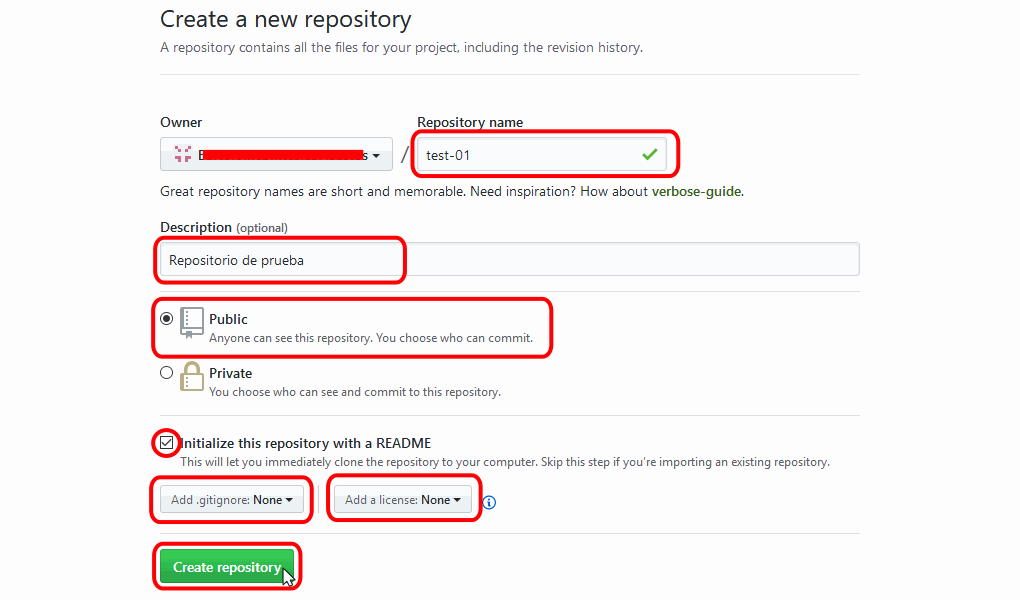 Create a new repository
A repository contains all the files for your project, including the revision history.
Owner
Repository name
/
test-01
Great repository names are short and memorable. Need inspiration? How about verbose-guide.
Description (optional)
Repositorio de prueba
Public
Anyone can see this repository. You choose who can commit.
Private
You choose who can see and commit to this repository.
Initialize this repository with a README
This will let you immediately clone the repository to your computer. Skip this step if you're importing an existing repository.
Add .gitignore: None
Add a license: None
Create repository